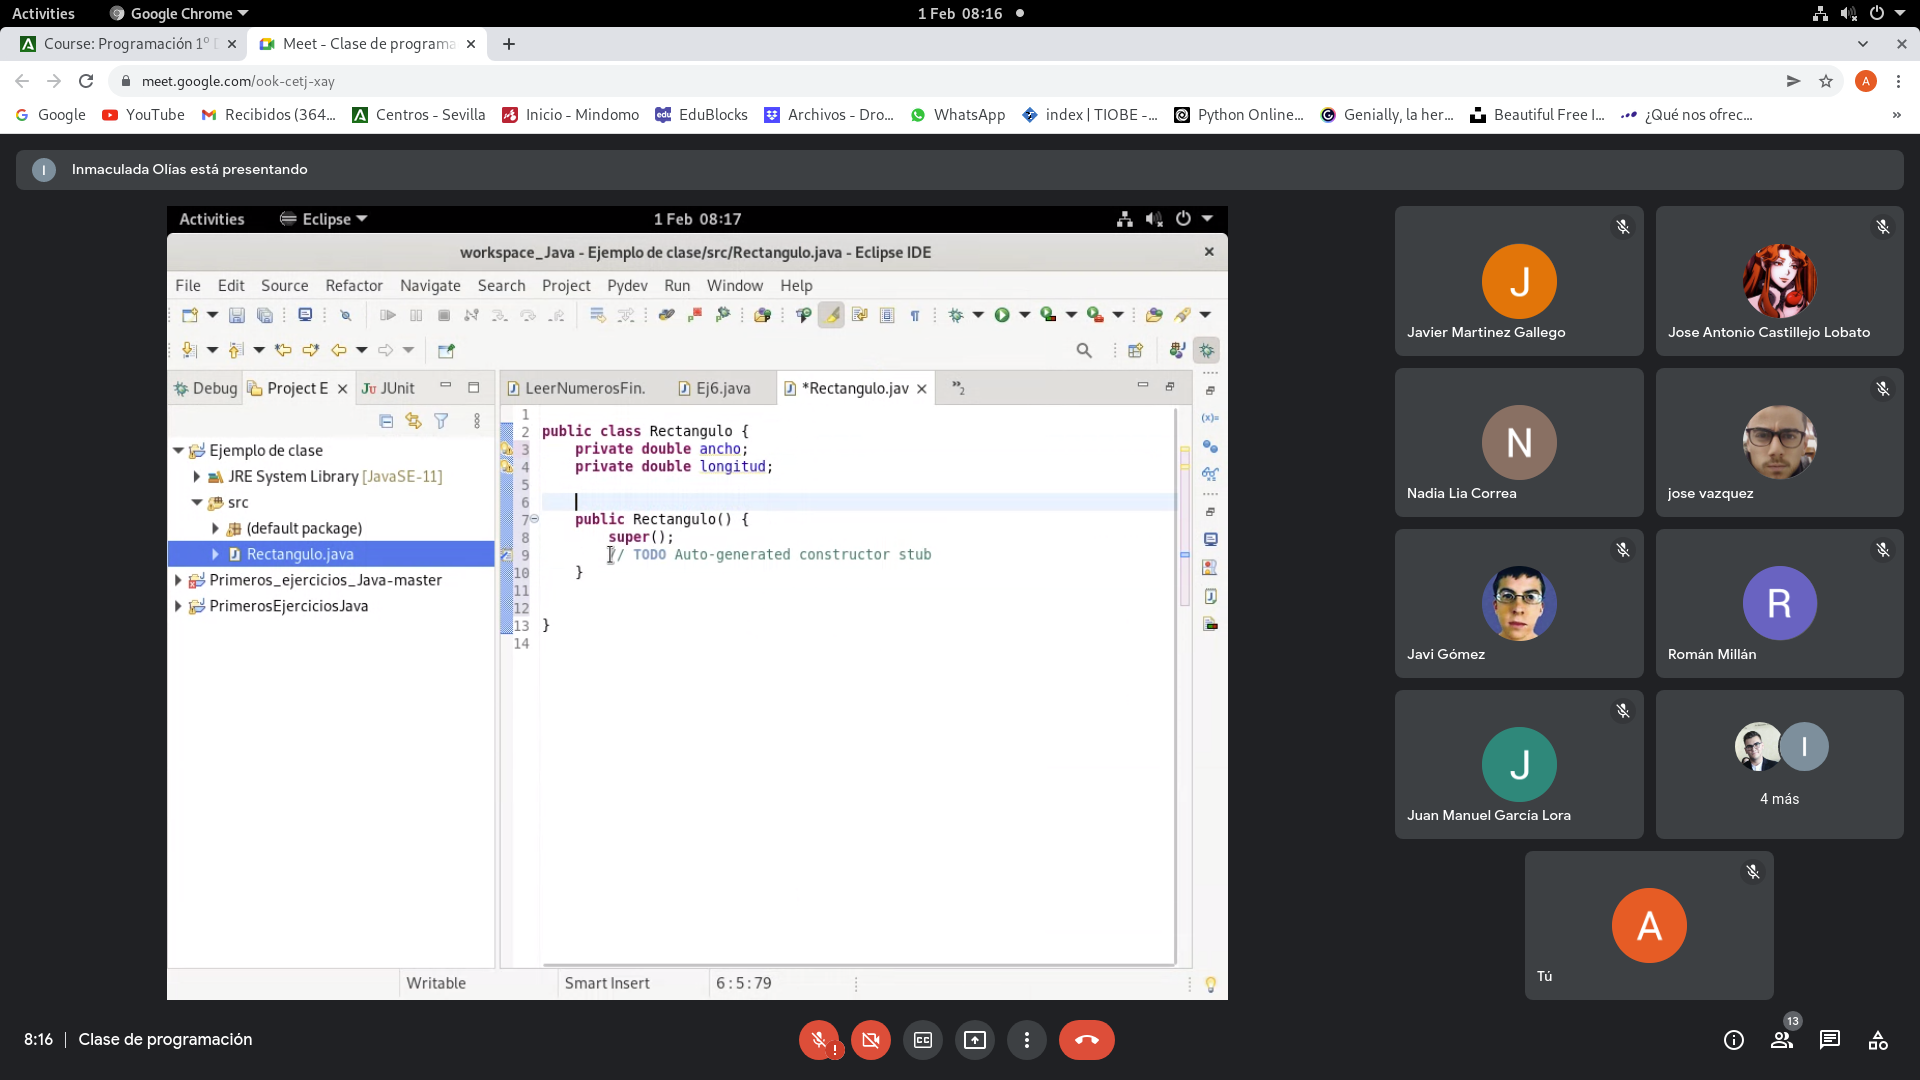 Activities Google Chrome 1 Feb 08:16
Course: Programación 1º D Meet - Clase de programa
meet.google.com/ook-cetj-xay A
Google YouTube Recibidos (364... Centros - Sevilla Inicio - Mindomo EduBlocks Archivos - Dro... WhatsApp index | TIOBE -... Python Online... Genially, la her... Beautiful Free I... ¿Qué nos ofrec... »
I Inmaculada Olías está presentando
Activities Eclipse 1 Feb 08:17
workspace_Java - Ejemplo de clase/src/Rectangulo.java - Eclipse IDE
File Edit Source Refactor Navigate Search Project Pydev Run Window Help
Debug Project E JUnit LeerNumerosFin. Ej6.java *Rectangulo.jav »2
Ejemplo de clase
JRE System Library [JavaSE-11]
src
(default package)
Rectangulo.java
Primeros_ejercicios_Java-master
PrimerosEjerciciosJava
1
2 public class Rectangulo {
3 private double ancho;
4 private double longitud;
5
6
7 public Rectangulo() {
8 super();
9 // TODO Auto-generated constructor stub
10 }
11
12
13 }
14
Writable Smart Insert 6 : 5 : 79
J
Javier Martinez Gallego
Jose Antonio Castillejo Lobato
N
Nadia Lia Correa
jose vazquez
Javi Gómez
R
Román Millán
J
Juan Manuel García Lora
I
4 más
A
Tú
8:16 | Clase de programación
13